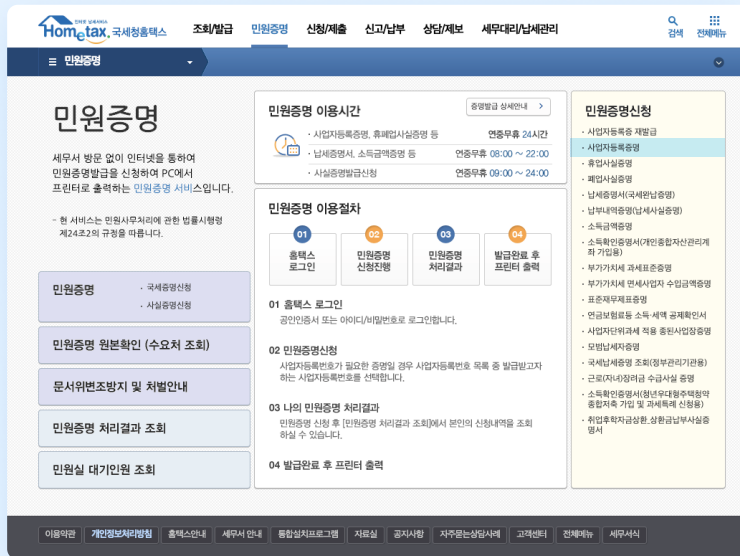 인터넷 납세서비스
Hometax. 국세청홈택스
조회/발급 민원증명 신청/제출 신고/납부 상담/제보 세무대리/납세관리
검색 전체메뉴
민원증명
민원증명
세무서 방문 없이 인터넷을 통하여
민원증명발급을 신청하여 PC에서
프린터로 출력하는 민원증명 서비스입니다.
- 현 서비스는 민원사무처리에 관한 법률시행령
제24조2의 규정을 따릅니다.
민원증명
· 국세증명신청
· 사실증명신청
민원증명 원본확인 (수요처 조회)
문서위변조방지 및 처벌안내
민원증명 처리결과 조회
민원실 대기인원 조회
민원증명 이용시간
증명발급 상세안내 >
· 사업자등록증명, 휴폐업사실증명 등 연중무휴 24시간
· 납세증명서, 소득금액증명 등 연중무휴 08:00 ~ 22:00
· 사실증명발급신청 연중무휴 09:00 ~ 24:00
민원증명 이용절차
01 02 03 04
홈택스
로그인
민원증명
신청진행
민원증명
처리결과
발급완료 후
프린터 출력
01 홈택스 로그인
공인인증서 또는 아이디/비밀번호로 로그인합니다.
02 민원증명신청
사업자등록번호가 필요한 증명일 경우 사업자등록번호 목록 중 발급받고자
하는 사업자등록번호를 선택합니다.
03 나의 민원증명 처리결과
민원증명 신청 후 [민원증명 처리결과 조회]에서 본인의 신청내역을 조회
하실 수 있습니다.
04 발급완료 후 프린터 출력
민원증명신청
· 사업자등록증 재발급
· 사업자등록증명
· 휴업사실증명
· 폐업사실증명
· 납세증명서(국세완납증명)
· 납부내역증명(납세사실증명)
· 소득금액증명
· 소득확인증명서(개인종합자산관리계
좌 가입용)
· 부가가치세 과세표준증명
· 부가가치세 면세사업자 수입금액증명
· 표준재무제표증명
· 연금보험료등 소득·세액 공제확인서
· 사업자단위과세 적용 종된사업장증명
· 모범납세자증명
· 국세납세증명 조회(정부관리기관용)
· 근로(자녀)장려금 수급사실 증명
· 소득확인증명서(청년우대형주택청약
종합저축 가입 및 과세특례 신청용)
· 취업후학자금상환_상환금납부사실증
명서
이용약관 개인정보처리방침 홈택스안내 세무서 안내 통합설치프로그램 자료실 공지사항 자주묻는상담사례 고객센터 전체메뉴 세무서식